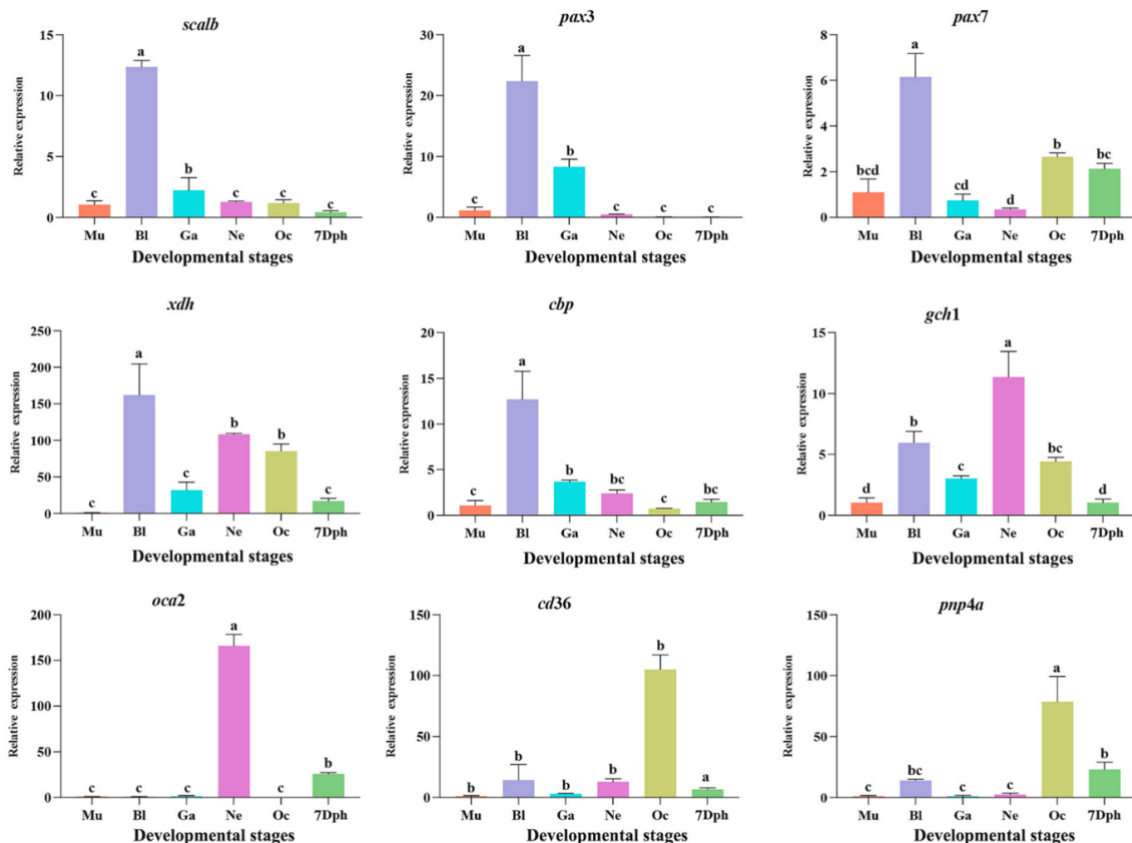 scalb
15
10
5
0
Relative expression
c
a
b
c
c
c
Mu Bl Ga Ne Oc 7Dph
Developmental stages
pax3
30
20
10
0
Relative expression
c
a
b
c
c
c
Mu Bl Ga Ne Oc 7Dph
Developmental stages
pax7
8
6
4
2
0
Relative expression
bcd
a
cd
d
b
bc
Mu Bl Ga Ne Oc 7Dph
Developmental stages
xdh
250
200
150
100
50
0
Relative expression
c
a
c
b
b
c
Mu Bl Ga Ne Oc 7Dph
Developmental stages
cbp
20
15
10
5
0
Relative expression
c
a
b
bc
c
bc
Mu Bl Ga Ne Oc 7Dph
Developmental stages
gch1
15
10
5
0
Relative expression
d
b
c
a
bc
d
Mu Bl Ga Ne Oc 7Dph
Developmental stages
oca2
200
150
100
50
0
Relative expression
c
c
c
a
c
b
Mu Bl Ga Ne Oc 7Dph
Developmental stages
cd36
150
100
50
0
Relative expression
b
b
b
b
b
a
Mu Bl Ga Ne Oc 7Dph
Developmental stages
pnp4a
150
100
50
0
Relative expression
c
bc
c
c
a
b
Mu Bl Ga Ne Oc 7Dph
Developmental stages